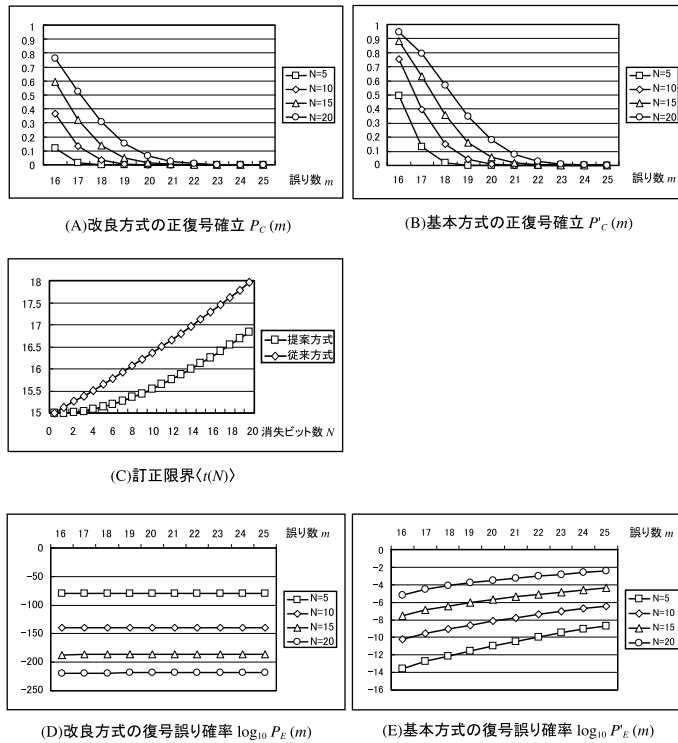 1
0.9
0.8
0.7
0.6
0.5
0.4
0.3
0.2
0.1
0
16 17 18 19 20 21 22 23 24 25 誤り数 m
N=5
N=10
N=15
N=20
(A)改良方式の正復号確立 P_C (m)
1
0.9
0.8
0.7
0.6
0.5
0.4
0.3
0.2
0.1
0
16 17 18 19 20 21 22 23 24 25 誤り数 m
N=5
N=10
N=15
N=20
(B)基本方式の正復号確立 P'_C (m)
18
17.5
17
16.5
16
15.5
15
0 2 4 6 8 10 12 14 16 18 20
消失ビット数 N
提案方式
従来方式
(C)訂正限界〈t(N)〉
16 17 18 19 20 21 22 23 24 25 誤り数 m
0
-50
-100
-150
-200
-250
N=5
N=10
N=15
N=20
(D)改良方式の復号誤り確率 log₁₀ P_E (m)
16 17 18 19 20 21 22 23 24 25 誤り数 m
0
-2
-4
-6
-8
-10
-12
-14
-16
N=5
N=10
N=15
N=20
(E)基本方式の復号誤り確率 log₁₀ P'_E (m)